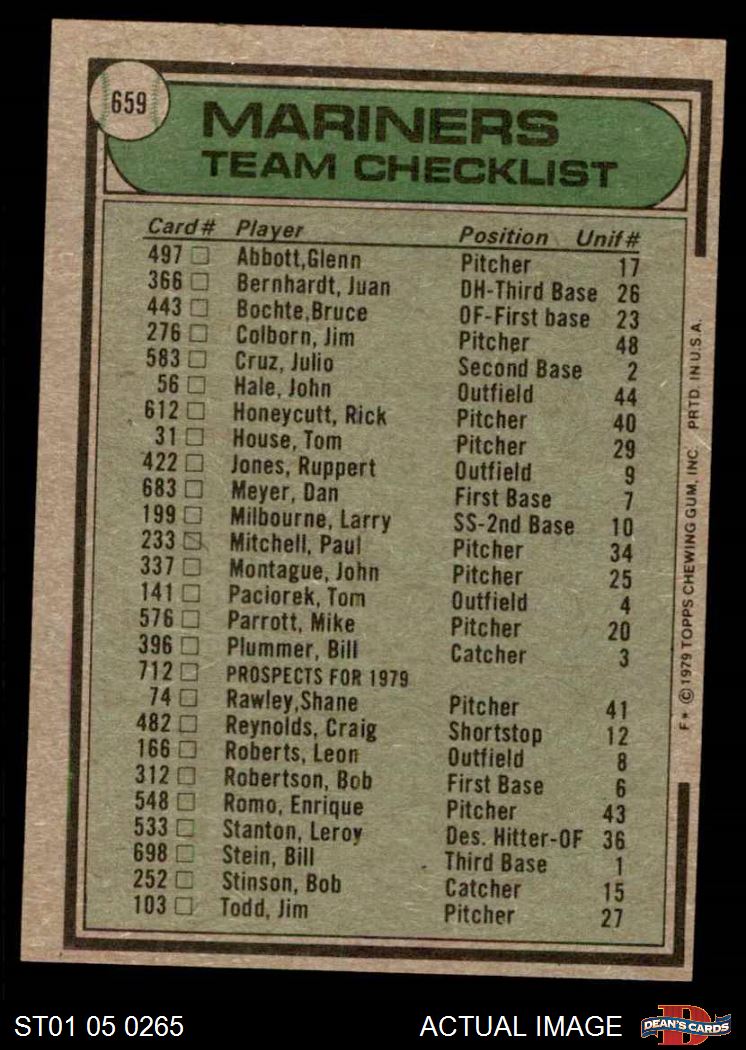 659
MARINERS
TEAM CHECKLIST
Card # Player Position Unif #
497 Abbott,Glenn Pitcher 17
366 Bernhardt, Juan DH-Third Base 26
443 Bochte,Bruce OF-First base 23
276 Colborn, Jim Pitcher 48
583 Cruz, Julio Second Base 2
56 Hale, John Outfield 44
612 Honeycutt, Rick Pitcher 40
31 House, Tom Pitcher 29
422 Jones, Ruppert Outfield 9
683 Meyer, Dan First Base 7
199 Milbourne, Larry SS-2nd Base 10
233 Mitchell, Paul Pitcher 34
337 Montague, John Pitcher 25
141 Paciorek, Tom Outfield 4
576 Parrott, Mike Pitcher 20
396 Plummer, Bill Catcher 3
712 PROSPECTS FOR 1979
74 Rawley,Shane Pitcher 41
482 Reynolds, Craig Shortstop 12
166 Roberts, Leon Outfield 8
312 Robertson, Bob First Base 6
548 Romo, Enrique Pitcher 43
533 Stanton, Leroy Des. Hitter-OF 36
698 Stein, Bill Third Base 1
252 Stinson, Bob Catcher 15
103 Todd, Jim Pitcher 27
F* © 1979 TOPPS CHEWING GUM, INC. PRTD. IN U.S.A.
ST01 05 0265 ACTUAL IMAGE DEAN'S CARDS